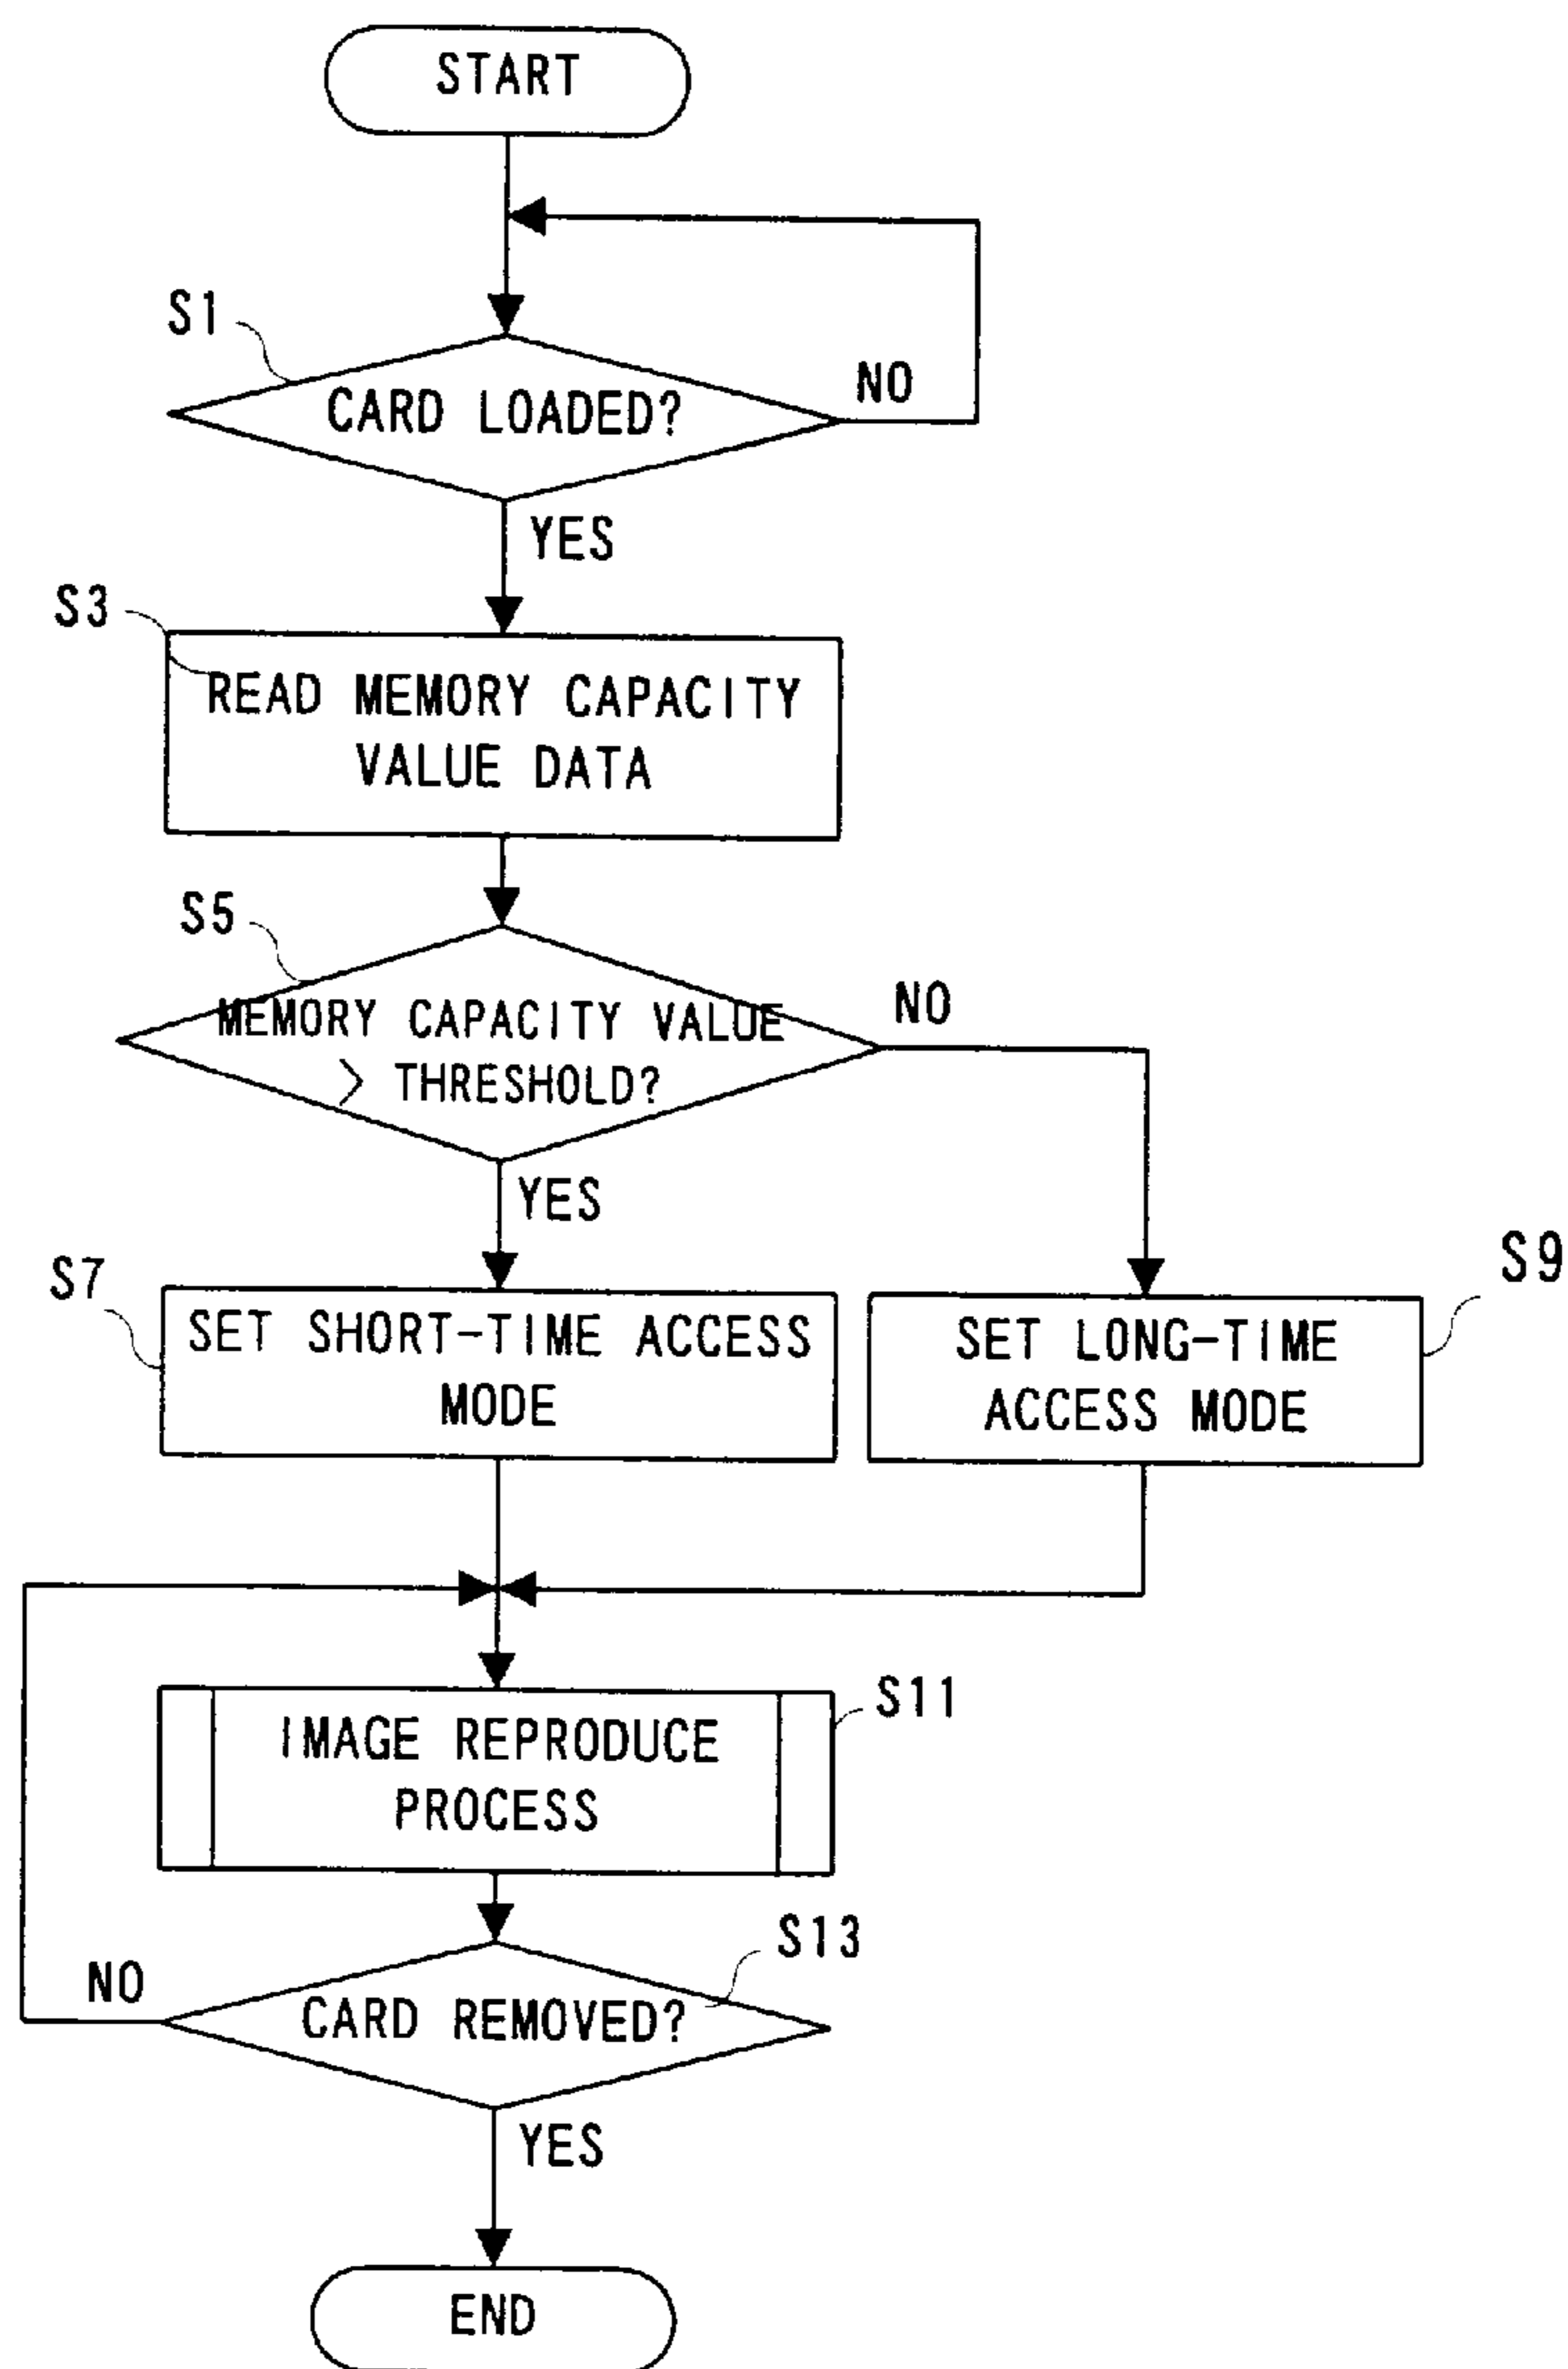 START
S1
CARD LOADED?
NO
YES
S3
READ MEMORY CAPACITY
VALUE DATA
S5
MEMORY CAPACITY VALUE
> THRESHOLD?
NO
YES
S7
SET SHORT-TIME ACCESS
MODE
S9
SET LONG-TIME
ACCESS MODE
S11
IMAGE REPRODUCE
PROCESS
S13
CARD REMOVED?
NO
YES
END